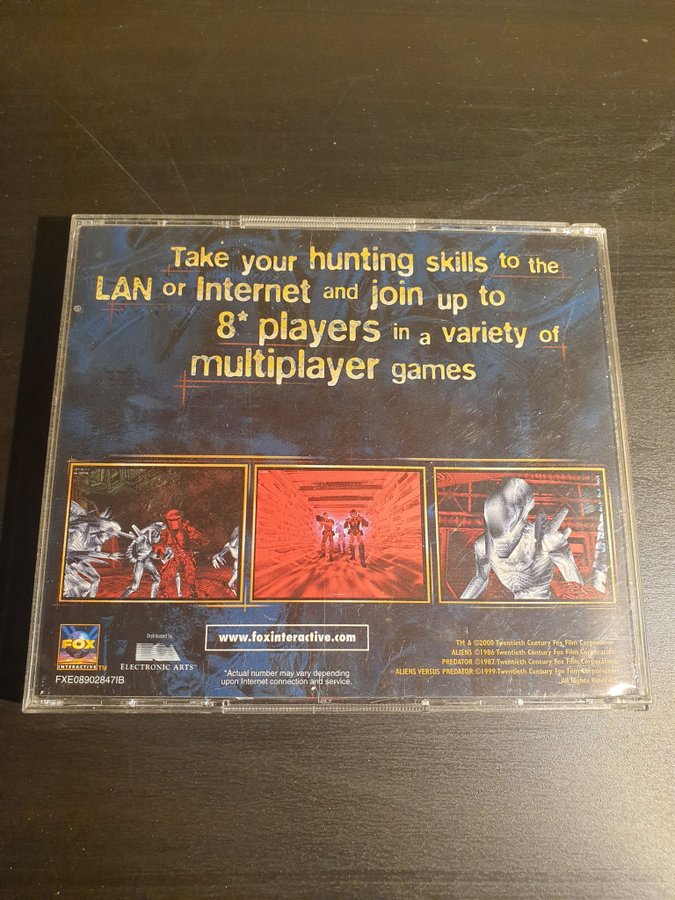 Take your hunting skills to the
LAN or Internet and join up to
8* players in a variety of
multiplayer games
FOX
INTERACTIVE™
FXE08902847IB
Distributed by
ELECTRONIC ARTS™
www.foxinteractive.com
*Actual number may vary depending
upon Internet connection and service.
TM & ©2000 Twentieth Century Fox Film Corporation.
ALIENS ©1986 Twentieth Century Fox Film Corporation.
PREDATOR ©1987 Twentieth Century Fox Film Corporation.
ALIENS VERSUS PREDATOR ©1999 Twentieth Century Fox Film Corporation.
All Rights Reserved.